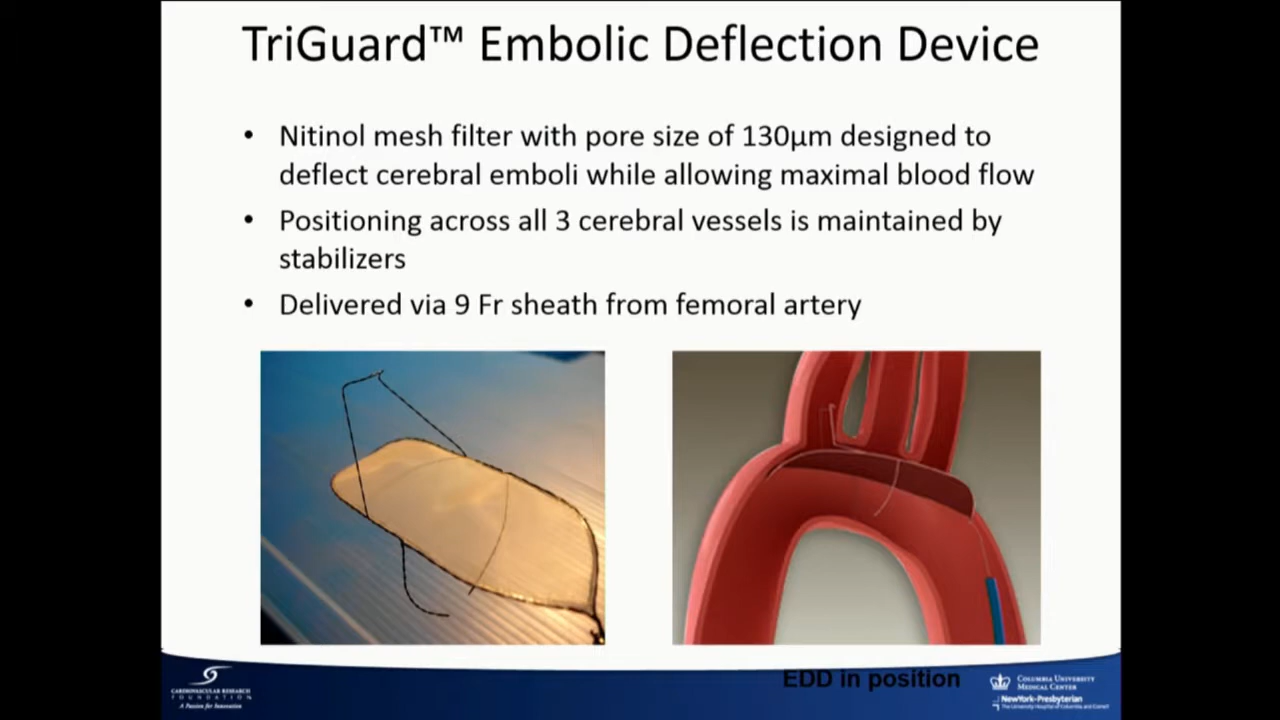 TriGuard™ Embolic Deflection Device
• Nitinol mesh filter with pore size of 130µm designed to
deflect cerebral emboli while allowing maximal blood flow
• Positioning across all 3 cerebral vessels is maintained by
stabilizers
• Delivered via 9 Fr sheath from femoral artery
EDD in position
CARDIOVASCULAR RESEARCH
FOUNDATION
A Passion for Innovation
COLUMBIA UNIVERSITY
MEDICAL CENTER
NewYork-Presbyterian
The University Hospital of Columbia and Cornell